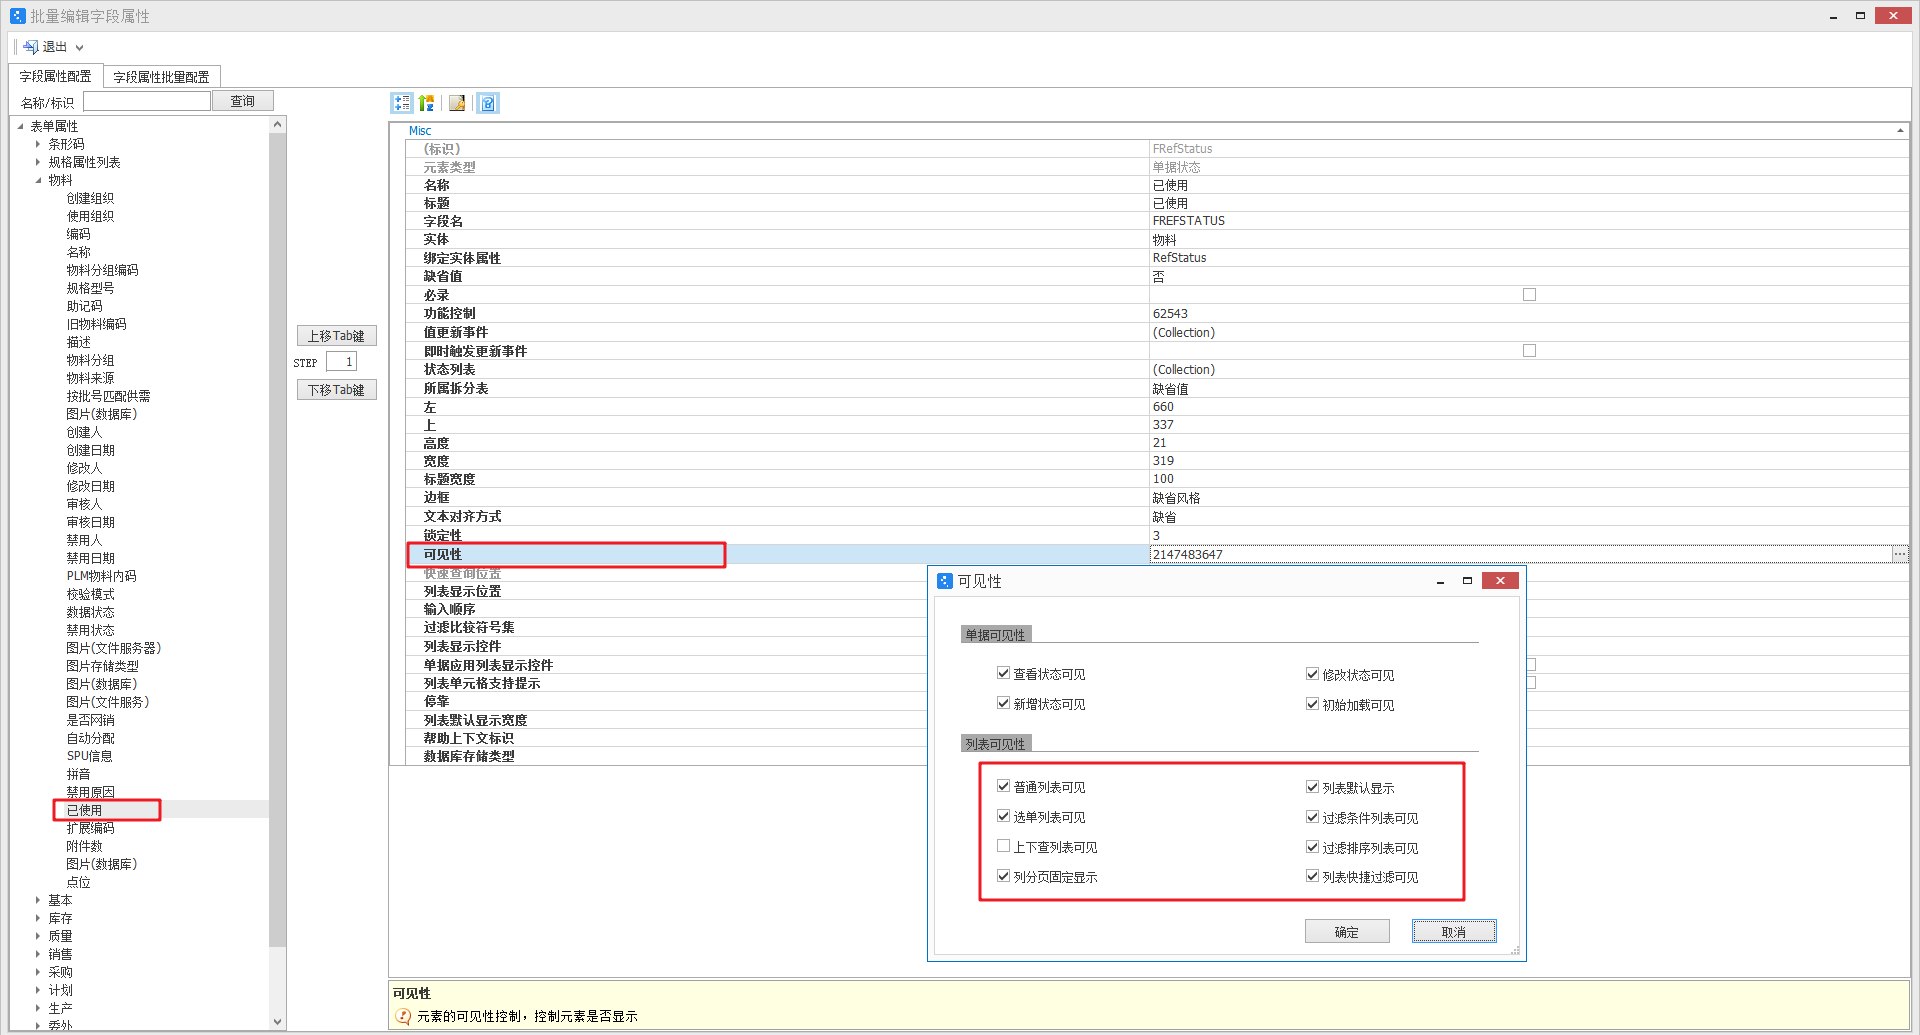 批量编辑字段属性
退出
字段属性配置
字段属性批量配置
名称/标识
查询
表单属性
条形码
规格属性列表
物料
创建组织
使用组织
编码
名称
物料分组编码
规格型号
助记码
旧物料编码
描述
物料分组
物料来源
按批号匹配供需
图片(数据库)
创建人
创建日期
修改人
修改日期
审核人
审核日期
禁用人
禁用日期
PLM物料内码
校验模式
数据状态
禁用状态
图片(文件服务器)
图片存储类型
图片(数据库)
图片(文件服务)
是否网销
自动分配
SPU信息
拼音
禁用原因
已使用
扩展编码
附件数
图片(数据库)
点位
基本
库存
质量
销售
采购
计划
生产
委外
上移Tab键
STEP 1
下移Tab键
Misc
(标识) FRefStatus
元素类型 单据状态
名称 已使用
标题 已使用
字段名 FREFSTATUS
实体 物料
绑定实体属性 RefStatus
缺省值 否
必录
功能控制 62543
值更新事件 (Collection)
即时触发更新事件
状态列表 (Collection)
所属拆分表 缺省值
左 660
上 337
高度 21
宽度 319
标题宽度 100
边框 缺省风格
文本对齐方式 缺省
锁定性 3
可见性 2147483647 ...
快速查询位置
列表显示位置
输入顺序
过滤比较符号集
列表显示控件
单据应用列表显示控件
列表单元格支持提示
停靠
列表默认显示宽度
帮助上下文标识
数据库存储类型
可见性
单据可见性
查看状态可见 修改状态可见
新增状态可见 初始加载可见
列表可见性
普通列表可见 列表默认显示
选单列表可见 过滤条件列表可见
上下查列表可见 过滤排序列表可见
列分页固定显示 列表快捷过滤可见
确定 取消
可见性
元素的可见性控制，控制元素是否显示